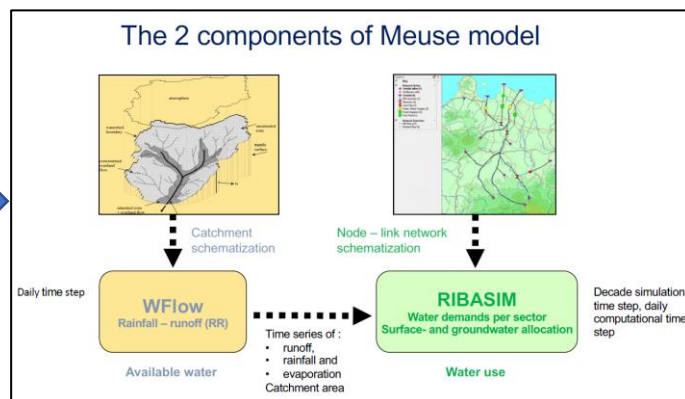 The 2 components of Meuse model
atmosphere
Catchment
schematization
Node – link network
schematization
Daily time step
WFlow
Rainfall – runoff (RR)
RIBASIM
Water demands per sector
Surface- and groundwater allocation
Decade simulation
time step, daily
computational time
step
Time series of :
• runoff,
• rainfall and
• evaporation
Catchment area
Available water
Water use